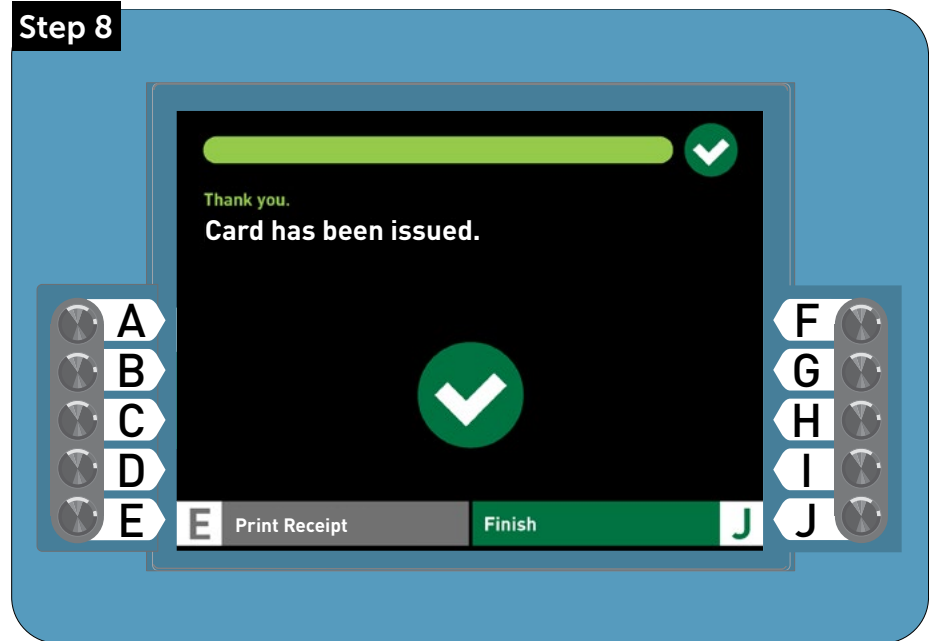 Step 8
Thank you.
Card has been issued.
A
F
B
G
C
H
D
I
E
J
E Print Receipt
Finish J